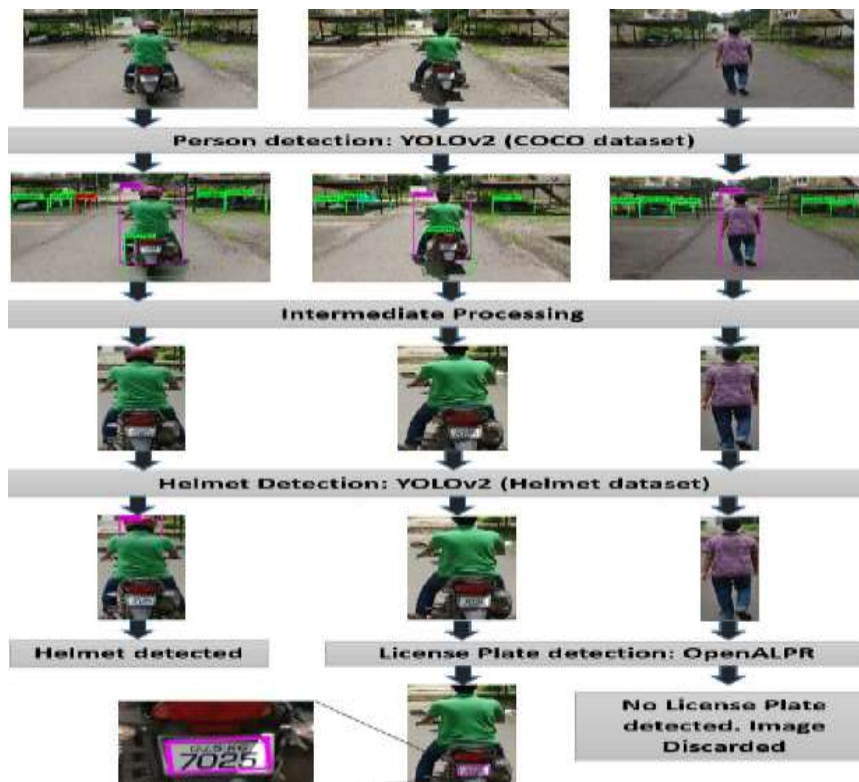 Person detection: YOLOv2 (COCO dataset)
Intermediate Processing
Helmet Detection: YOLOv2 (Helmet dataset)
Helmet detected
License Plate detection: OpenALPR
No License Plate
detected. Image
Discarded
7025